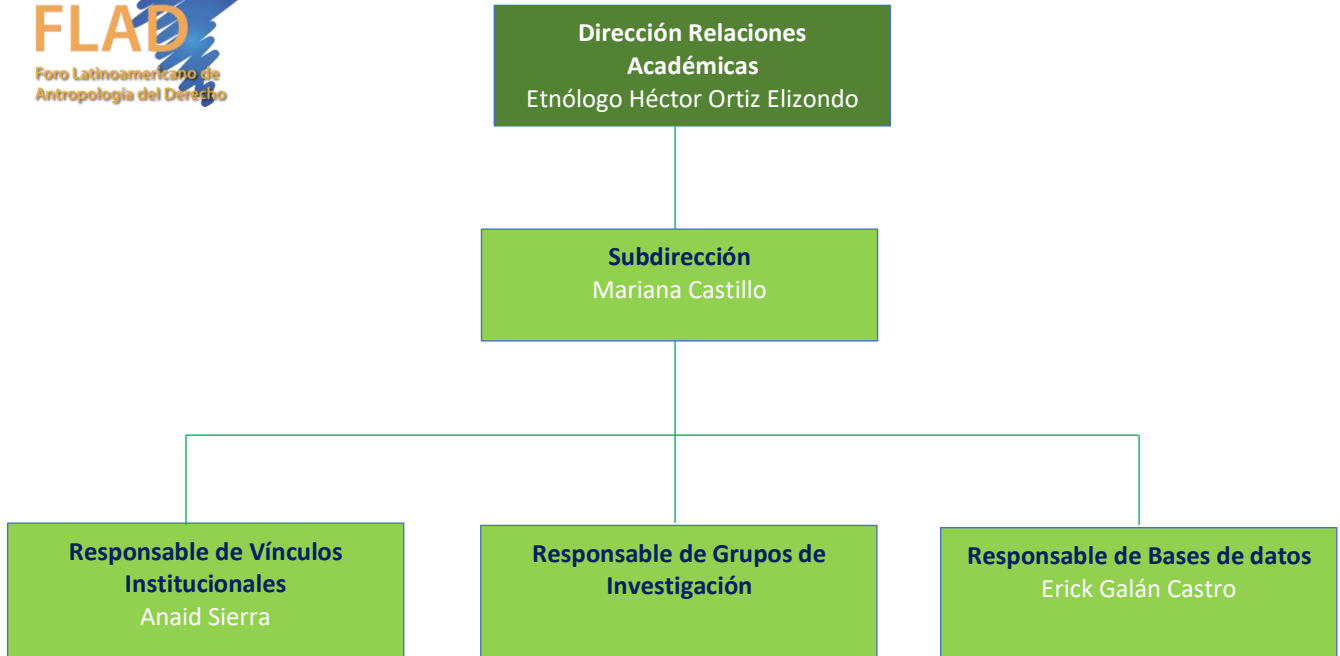 FLAD
Foro Latinoamericano de
Antropología del Derecho
Dirección Relaciones
Académicas
Etnólogo Héctor Ortiz Elizondo
Subdirección
Mariana Castillo
Responsable de Vínculos
Institucionales
Anaid Sierra
Responsable de Grupos de
Investigación
Responsable de Bases de datos
Erick Galán Castro